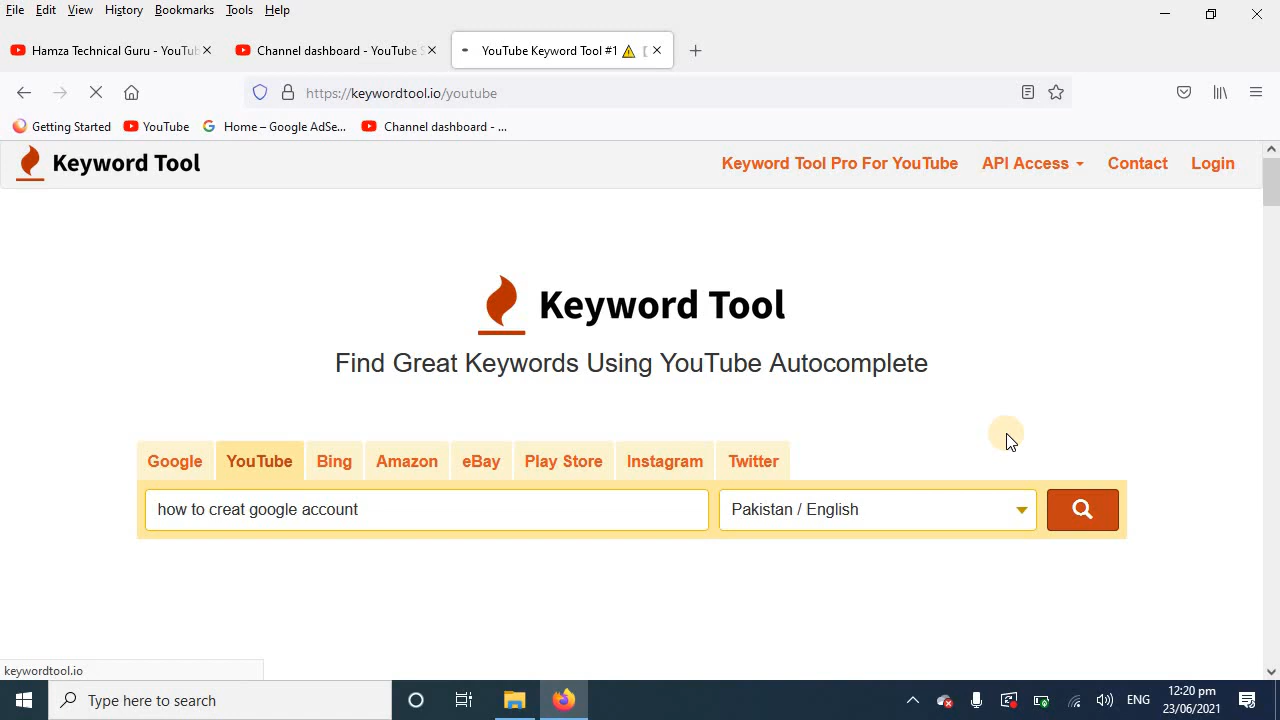 File Edit View History Bookmarks Tools Help
Hamza Technical Guru - YouTub
Channel dashboard - YouTube S
YouTube Keyword Tool #1
https://keywordtool.io/youtube
Getting Started YouTube Home – Google AdSe... Channel dashboard - ...
Keyword Tool Keyword Tool Pro For YouTube API Access Contact Login
Keyword Tool
Find Great Keywords Using YouTube Autocomplete
Google YouTube Bing Amazon eBay Play Store Instagram Twitter
how to creat google account Pakistan / English
keywordtool.io
Type here to search ENG
12:20 pm
23/06/2021